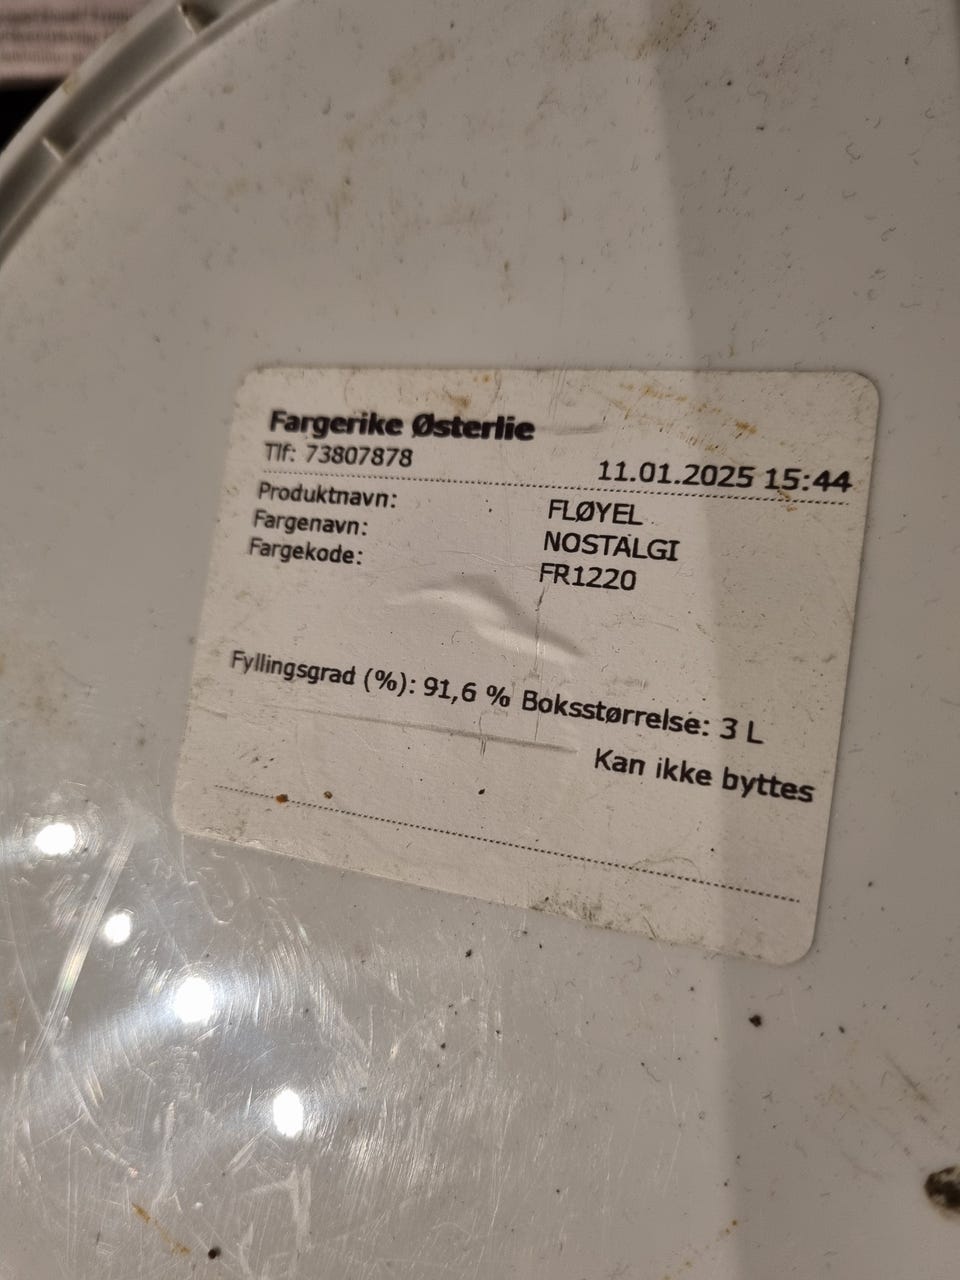 Fargerike Østerlie
Tlf: 73807878
11.01.2025 15:44
Produktnavn: FLØYEL
Fargenavn: NOSTALGI
Fargekode: FR1220
Fyllingsgrad (%): 91,6 % Boksstørrelse: 3 L
Kan ikke byttes